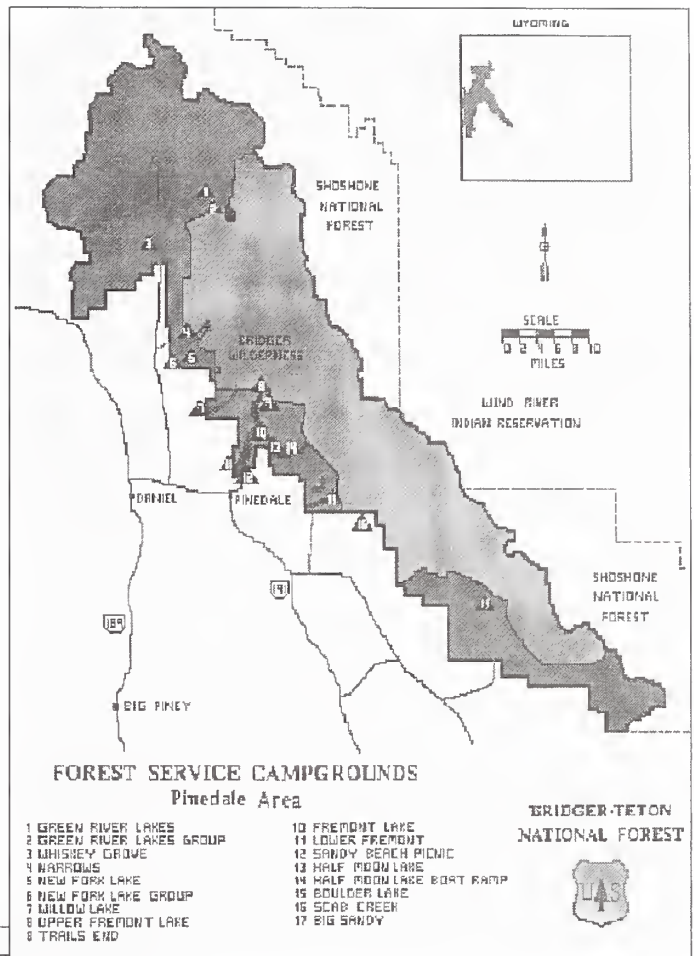 WYOMING
SHOSHONE
NATIONAL
FOREST
SCALE
0 2 4 6 8 10
MILES
BRIDGER
WILDERNESS
WIND RIVER
INDIAN RESERVATION
DANIEL
PINEDALE
SHOSHONE
NATIONAL
FOREST
191
189
BIG PINEY
FOREST SERVICE CAMPGROUNDS
Pinedale Area
1 GREEN RIVER LAKES
2 GREEN RIVER LAKES GROUP
3 WHISKEY GROVE
4 NARROWS
5 NEW FORK LAKE
6 NEW FORK LAKE GROUP
7 WILLOW LAKE
8 UPPER FREMONT LAKE
8 TRAILS END
10 FREMONT LAKE
11 LOWER FREMONT
12 SANDY BEACH PICNIC
13 HALF MOON LAKE
14 HALF MOON LAKE BOAT RAMP
15 BOULDER LAKE
16 SCAB CREEK
17 BIG SANDY
BRIDGER-TETON
NATIONAL FOREST
U S